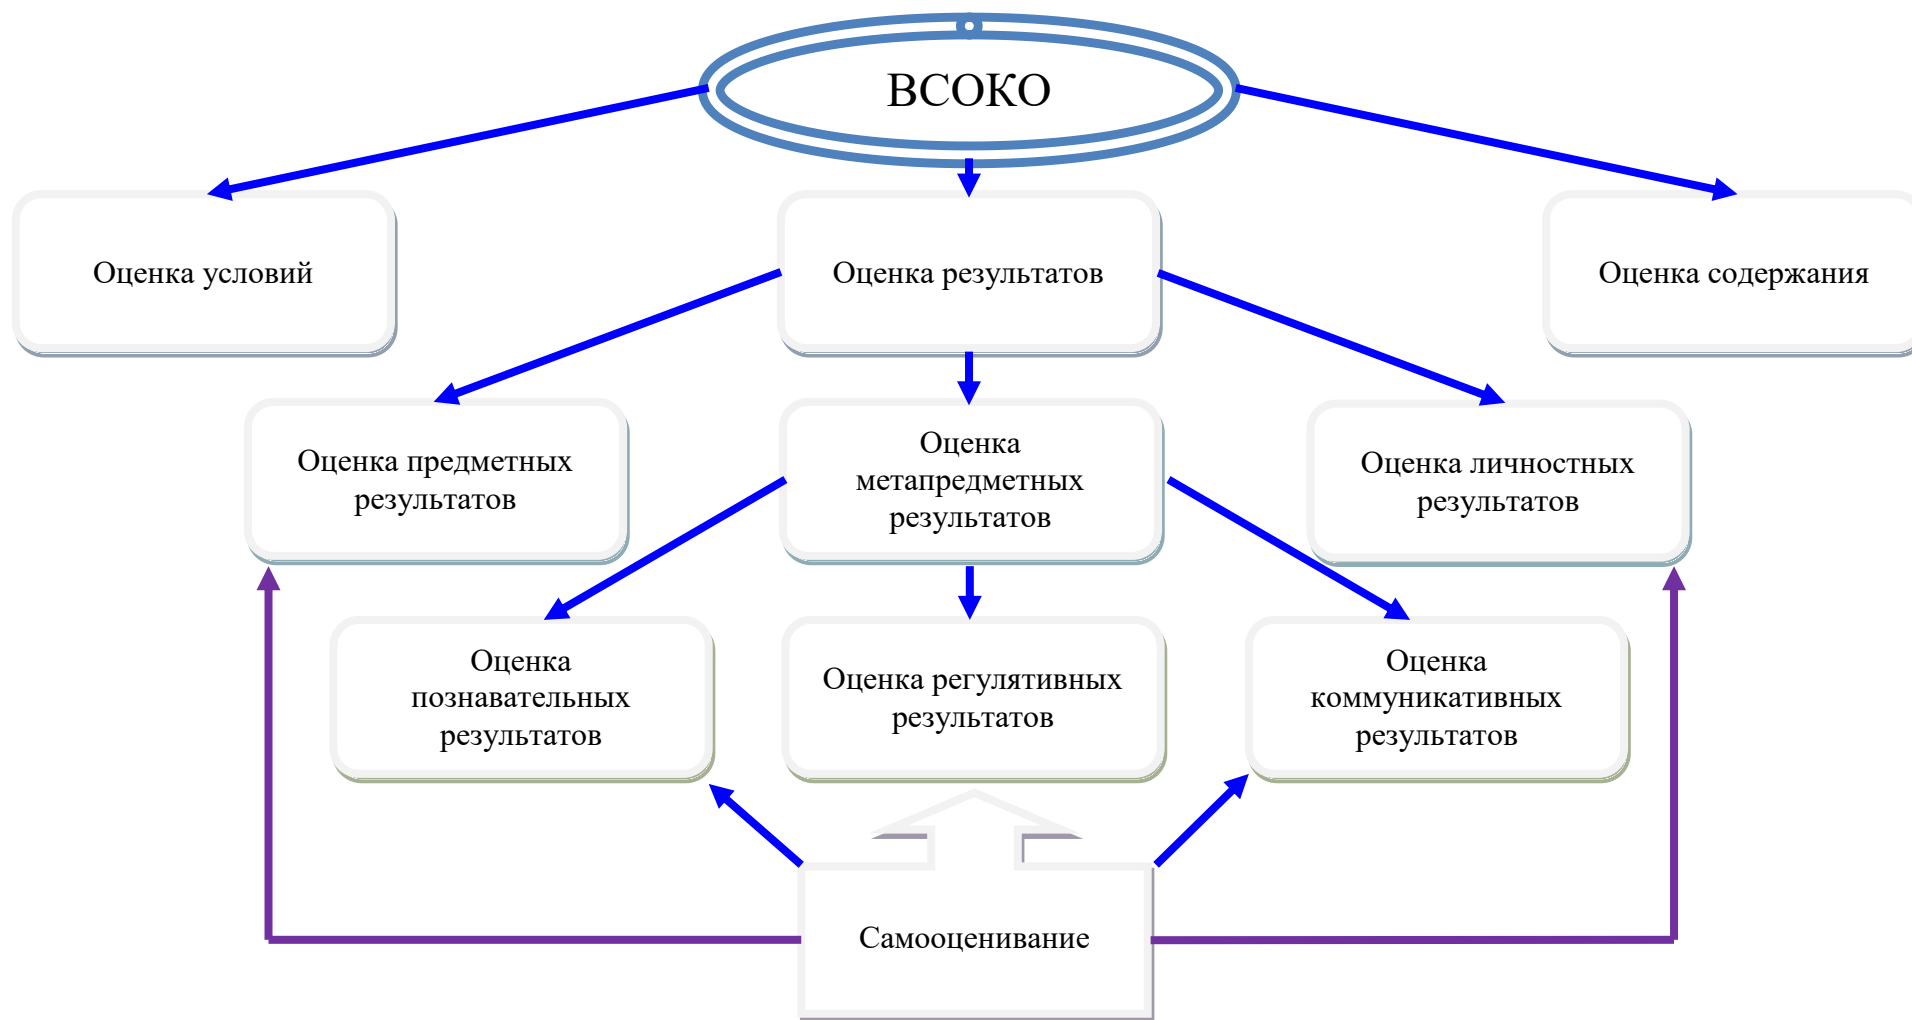 ВСОКО
Оценка условий
Оценка результатов
Оценка содержания
Оценка предметных
результатов
Оценка
метапредметных
результатов
Оценка личностных
результатов
Оценка
познавательных
результатов
Оценка регулятивных
результатов
Оценка
коммуникативных
результатов
Самооценивание